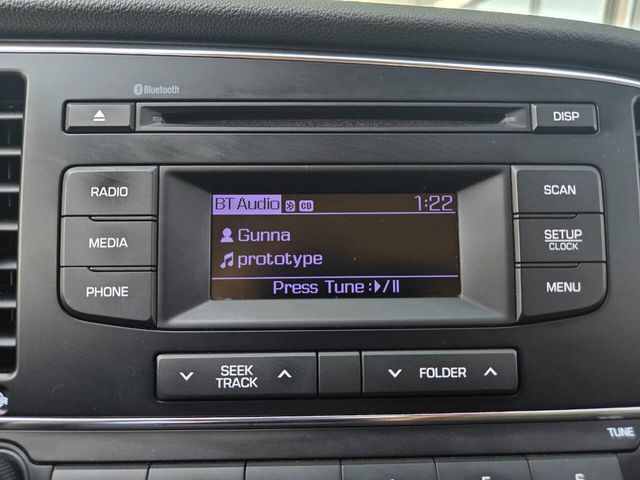 Bluetooth
DISP
RADIO
MEDIA
PHONE
BT Audio CD 1:22
Gunna
prototype
Press Tune :
SCAN
SETUP
CLOCK
MENU
SEEK
TRACK
FOLDER
TUNE